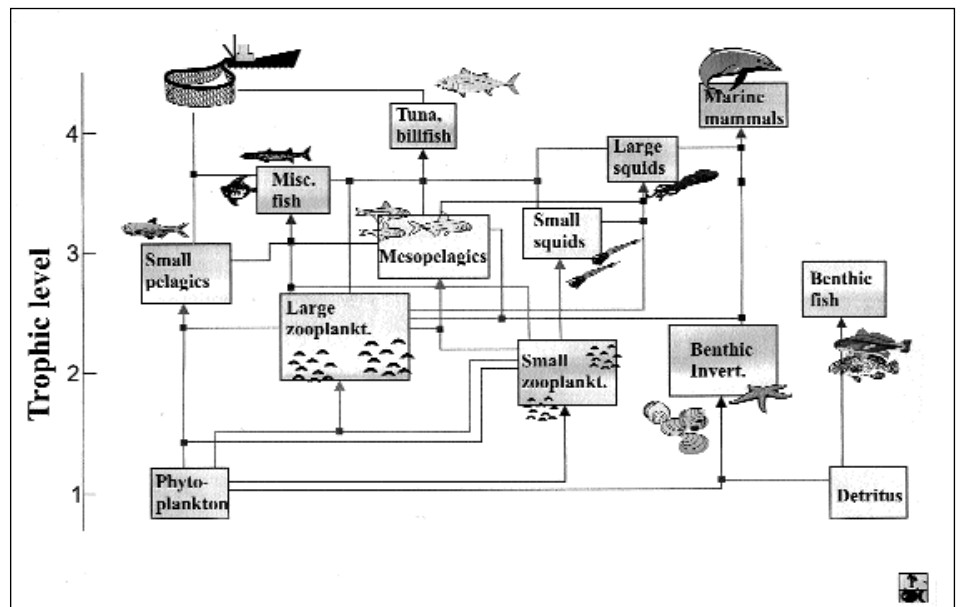 Trophic level
4
3
2
1
Tuna,
billfish
Marine
mammals
Misc.
fish
Large
squids
Small
pelagics
Mesopelagics
Small
squids
Benthic
fish
Large
zooplankt.
Small
zooplankt.
Benthic
Invert.
Phyto-
plankton
Detritus